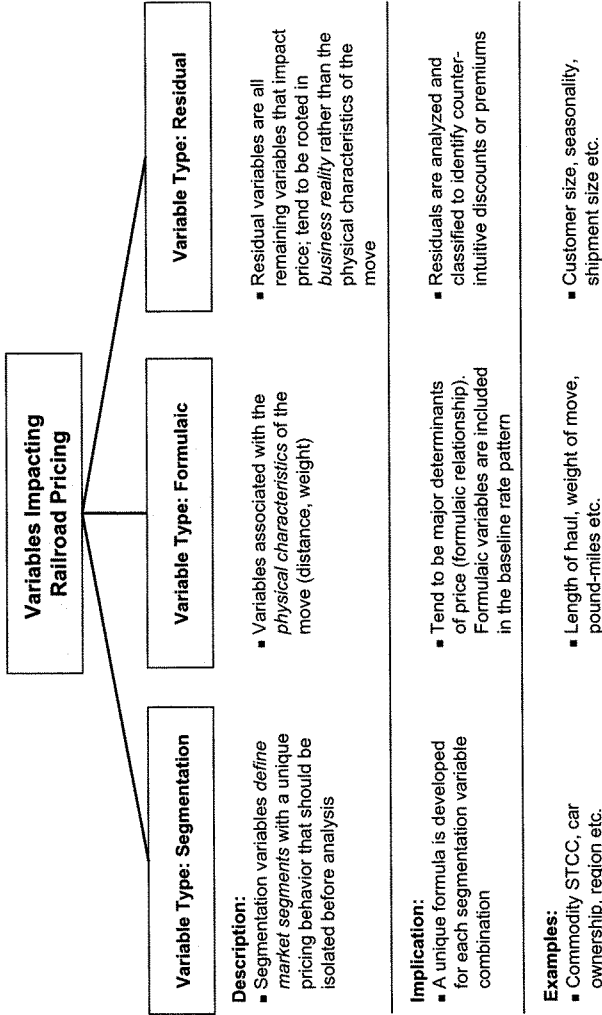 Variables Impacting
Railroad Pricing
Variable Type: Segmentation
Variable Type: Formulaic
Variable Type: Residual
Description:
▪ Segmentation variables define
market segments with a unique
pricing behavior that should be
isolated before analysis
▪ Variables associated with the
physical characteristics of the
move (distance, weight)
▪ Residual variables are all
remaining variables that impact
price; tend to be rooted in
business reality rather than the
physical characteristics of the
move
Implication:
▪ A unique formula is developed
for each segmentation variable
combination
▪ Tend to be major determinants
of price (formulaic relationship).
Formulaic variables are included
in the baseline rate pattern
▪ Residuals are analyzed and
classified to identify counter-
intuitive discounts or premiums
Examples:
▪ Commodity STCC, car
ownership, region etc.
▪ Length of haul, weight of move,
pound-miles etc.
▪ Customer size, seasonality,
shipment size etc.